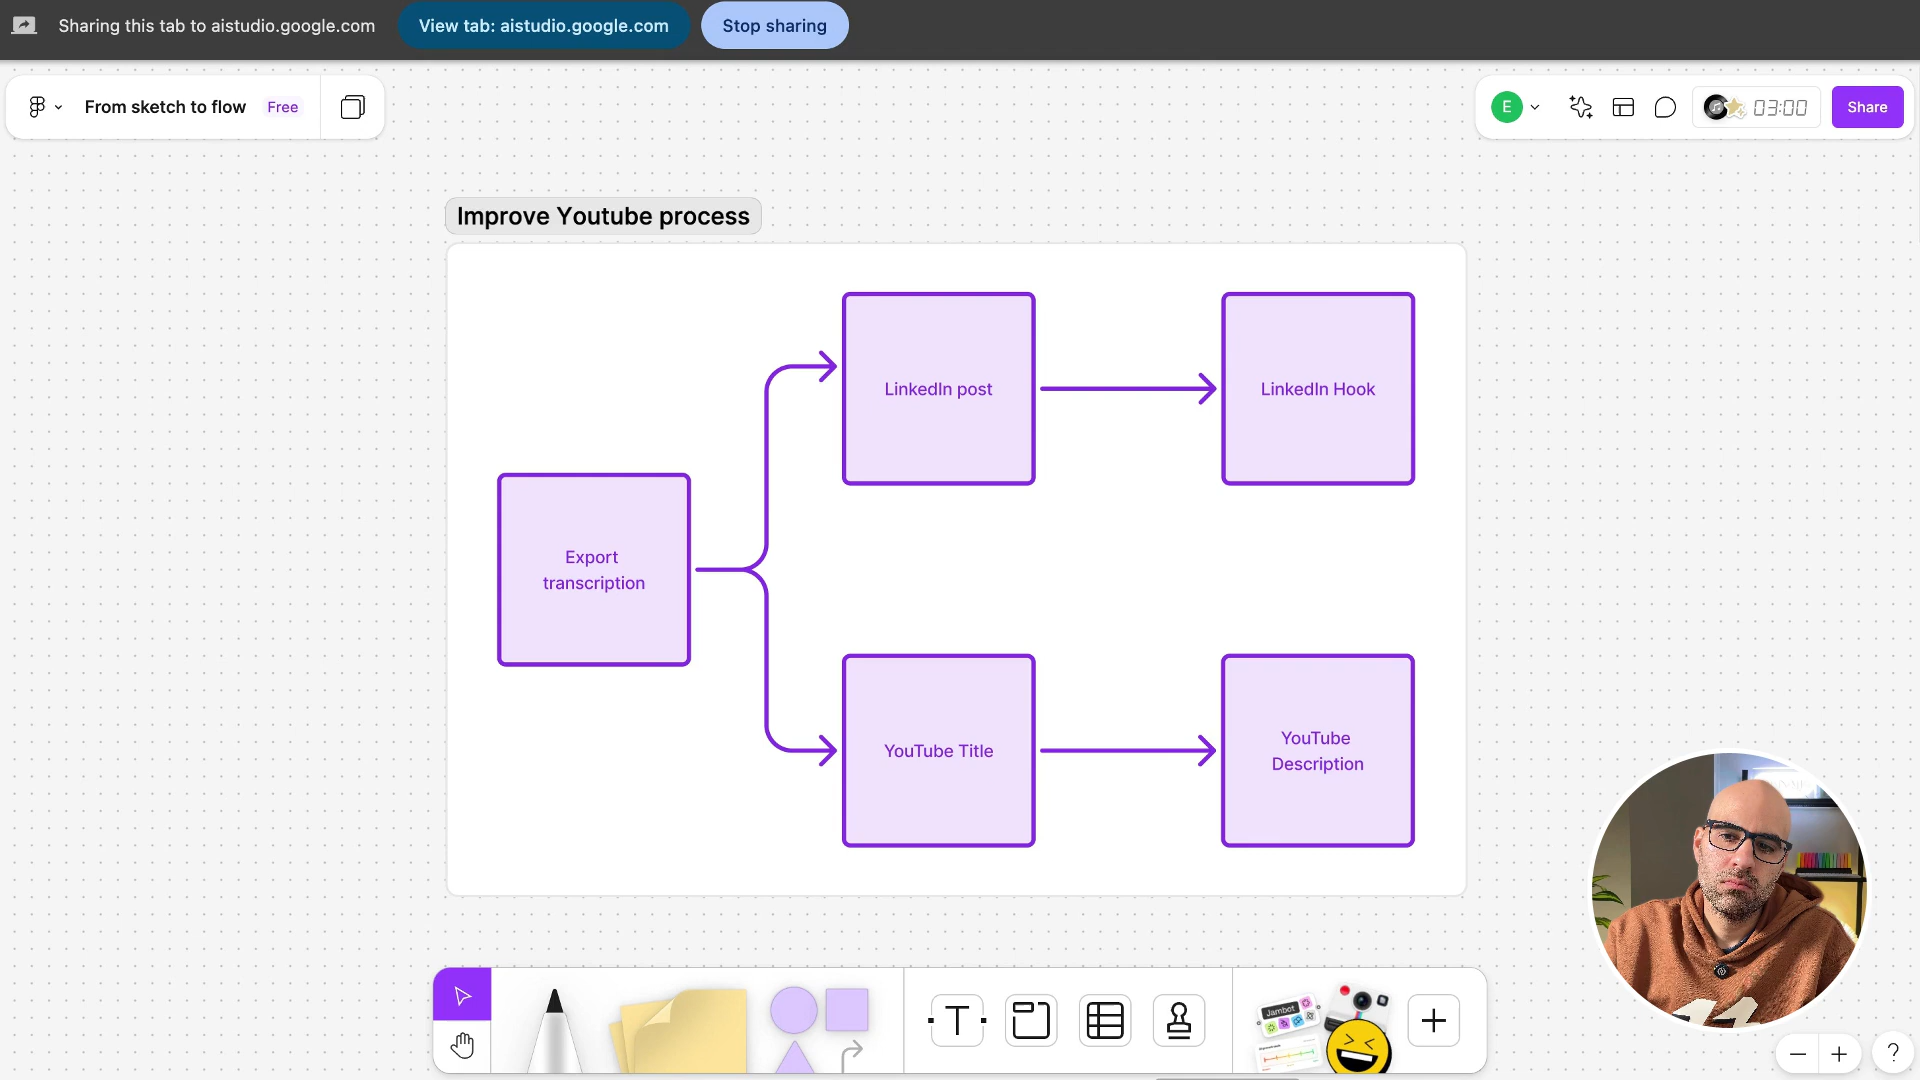 Sharing this tab to aistudio.google.com
View tab: aistudio.google.com
Stop sharing
From sketch to flow
Free
E
03:00
Share
Improve Youtube process
LinkedIn post
LinkedIn Hook
Export
transcription
YouTube Title
YouTube
Description
T
Jambot
?